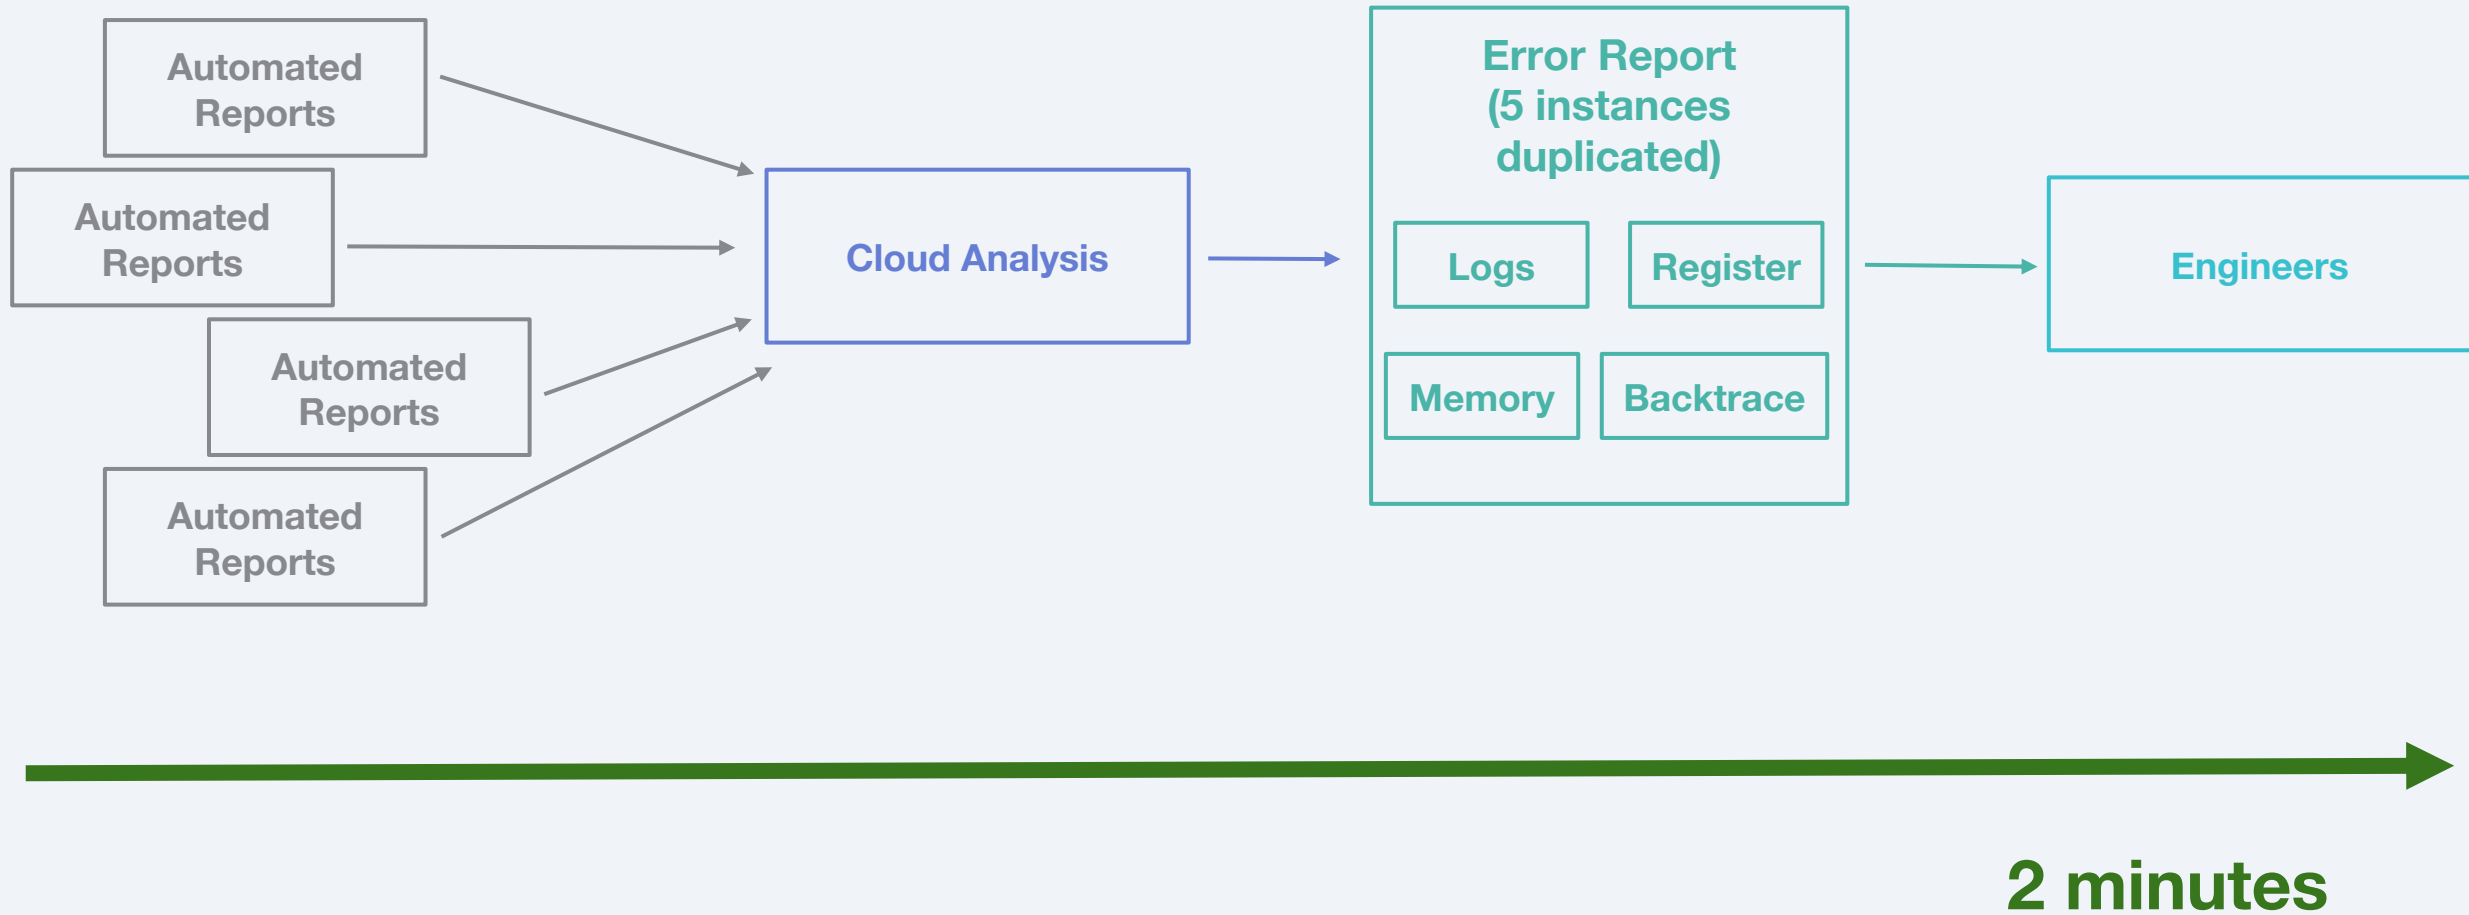 Automated
Reports
Automated
Reports
Automated
Reports
Automated
Reports
Cloud Analysis
Error Report
(5 instances
duplicated)
Logs
Register
Memory
Backtrace
Engineers
2 minutes